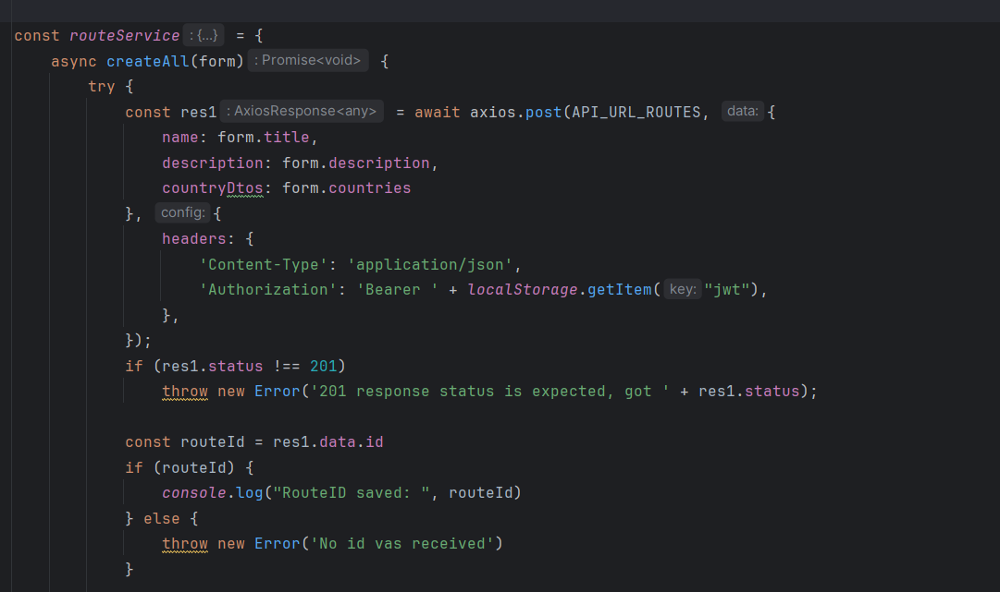 const routeService : {...} = {
    async createAll(form) : Promise<void> {
        try {
            const res1 : AxiosResponse<any> = await axios.post(API_URL_ROUTES, data: {
                name: form.title,
                description: form.description,
                countryDtos: form.countries
            }, config: {
                headers: {
                    'Content-Type': 'application/json',
                    'Authorization': 'Bearer ' + localStorage.getItem( key: "jwt"),
                },
            });
            if (res1.status !== 201)
                throw new Error('201 response status is expected, got ' + res1.status);
            const routeId = res1.data.id
            if (routeId) {
                console.log("RouteID saved: ", routeId)
            } else {
                throw new Error('No id vas received')
            }